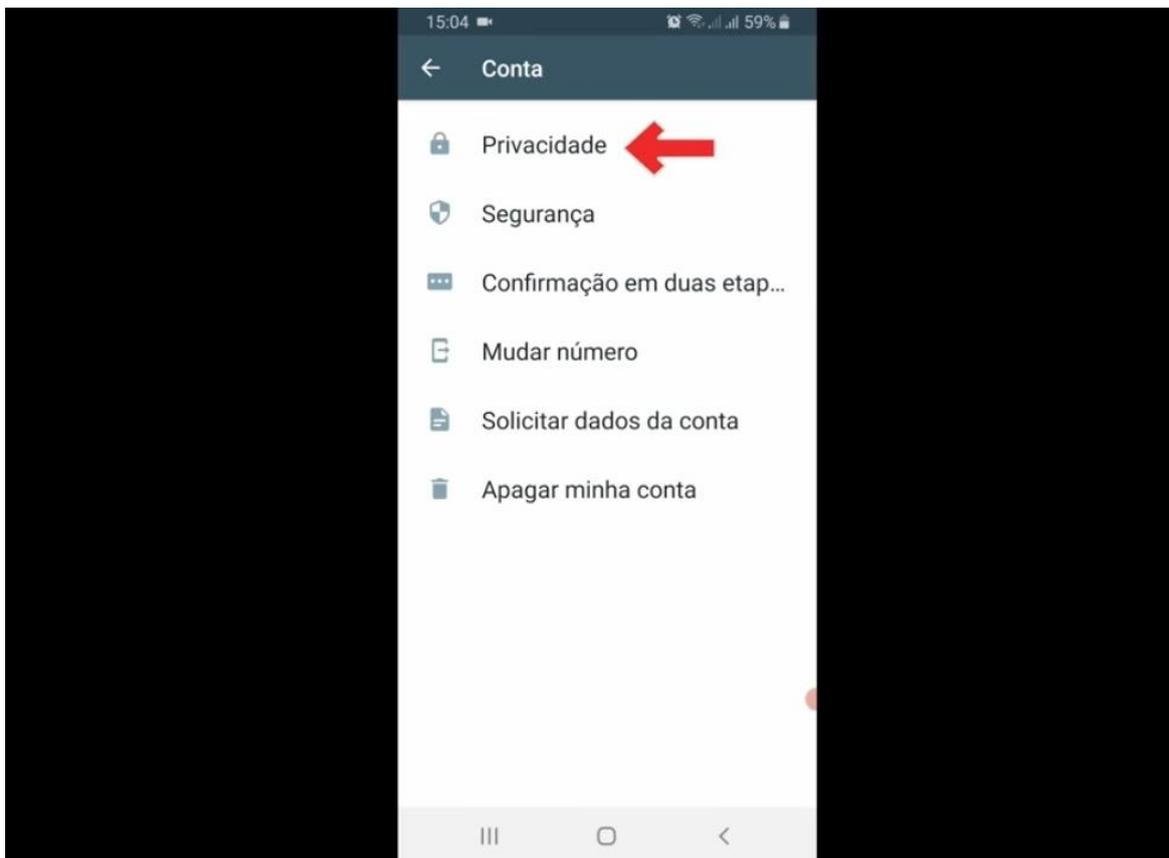 15:04
59%
Conta
Privacidade
Segurança
Confirmação em duas etap...
Mudar número
Solicitar dados da conta
Apagar minha conta